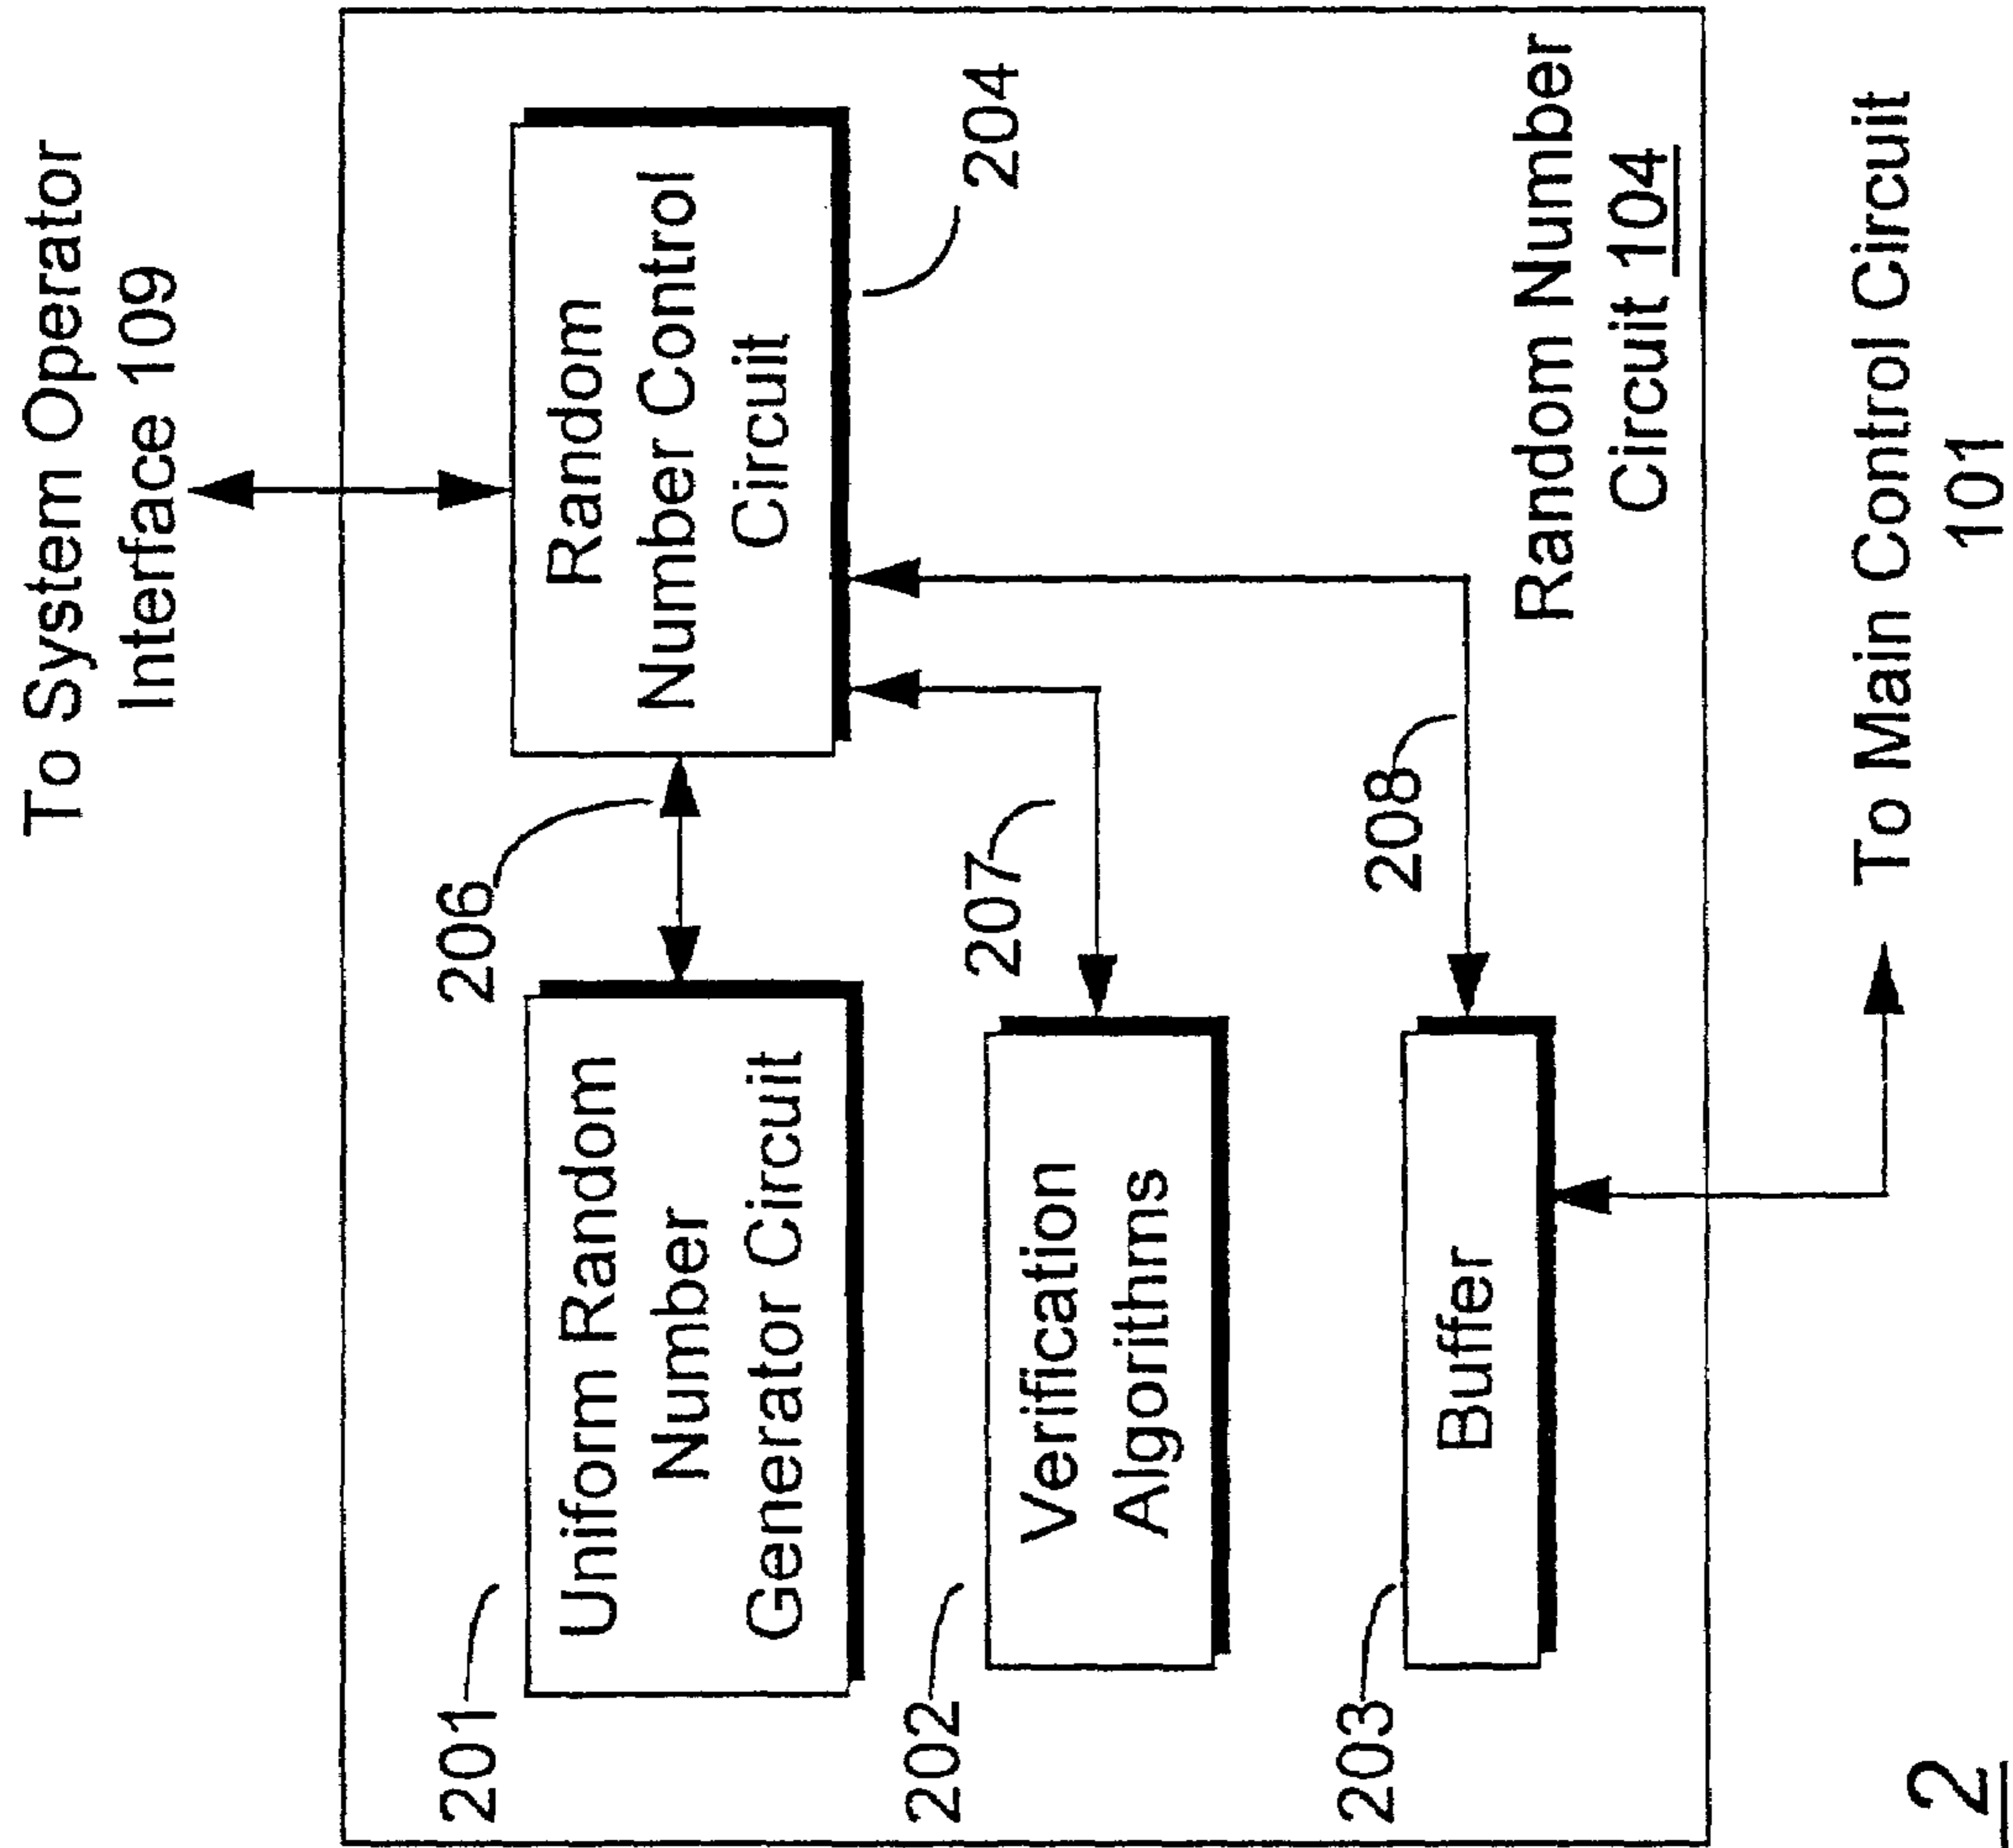 To System Operator
Interface 109
201
Uniform Random
Number
Generator Circuit
206
Random
Number Control
Circuit
204
202
Verification
Algorithms
207
203
Buffer
208
Random Number
Circuit 104
To Main Control Circuit
101
2